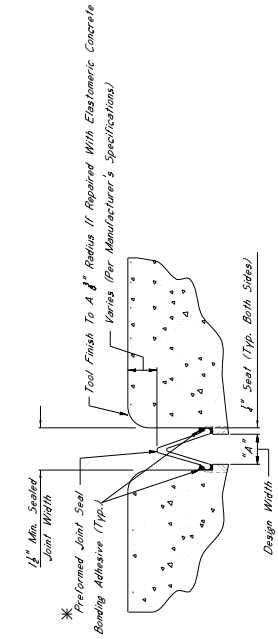 1½" Min. Sealed
Joint Width
* Preformed Joint Seal
Bonding Adhesive (Typ.)
Tool Finish To A ⅜" Radius If Repaired With Elastomeric Concrete
Varies (Per Manufacturer's Specifications)
"A"
Design Width
¼" Seat (Typ. Both Sides)